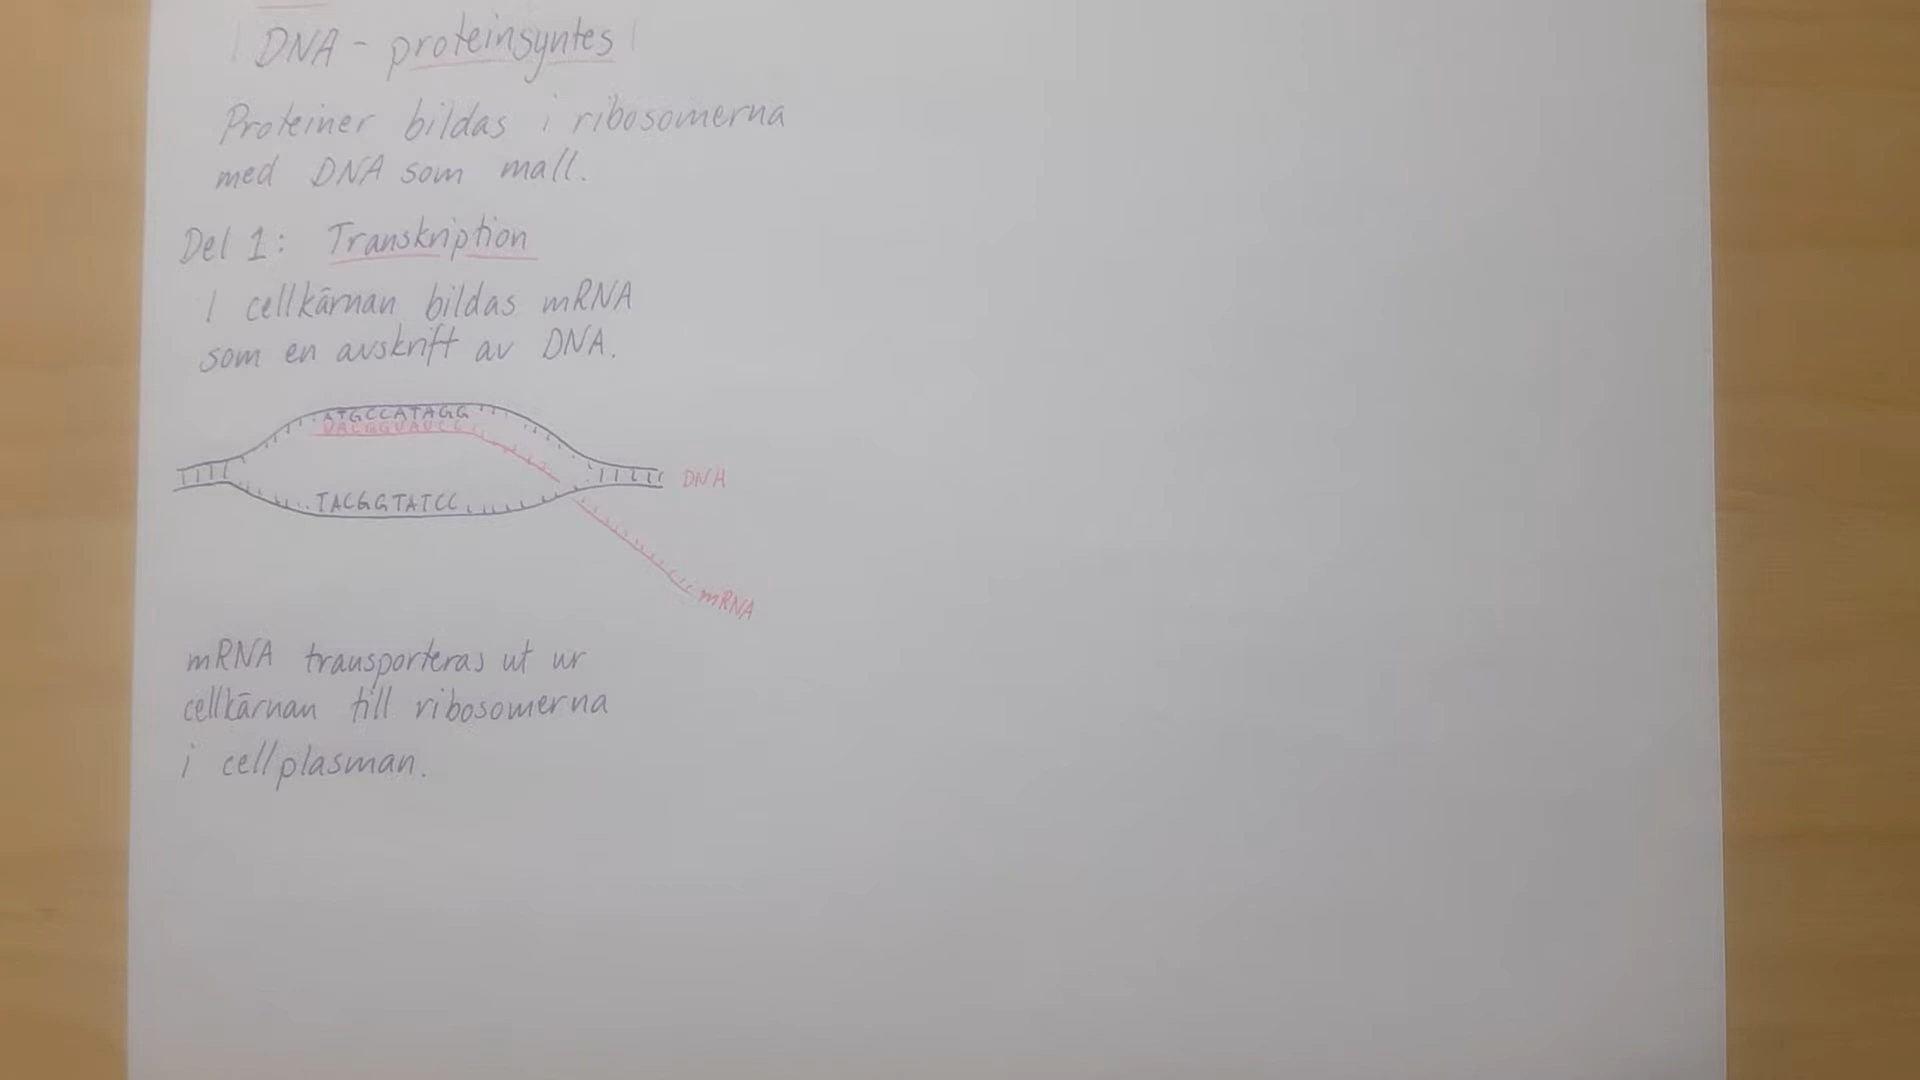 DNA - proteinsyntes
Proteiner bildas i ribosomerna
med DNA som mall.
Del 1: Transkription
I cellkärnan bildas mRNA
som en avskrift av DNA.
ATGCCATAGG
UACGGUAUCC
DNA
TACGGTATCC
mRNA
mRNA transporteras ut ur
cellkärnan till ribosomerna
i cellplasman.